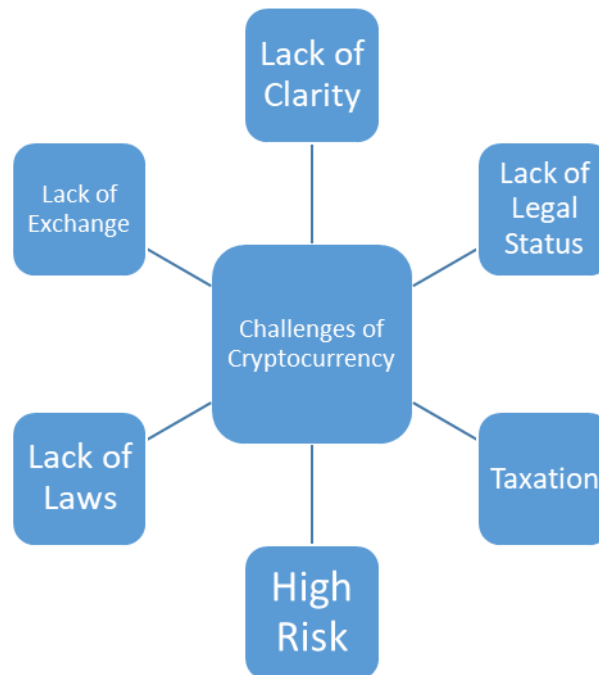 Lack of
Clarity
Lack of
Exchange
Lack of
Legal
Status
Challenges of
Cryptocurrency
Lack of
Laws
Taxation
High
Risk